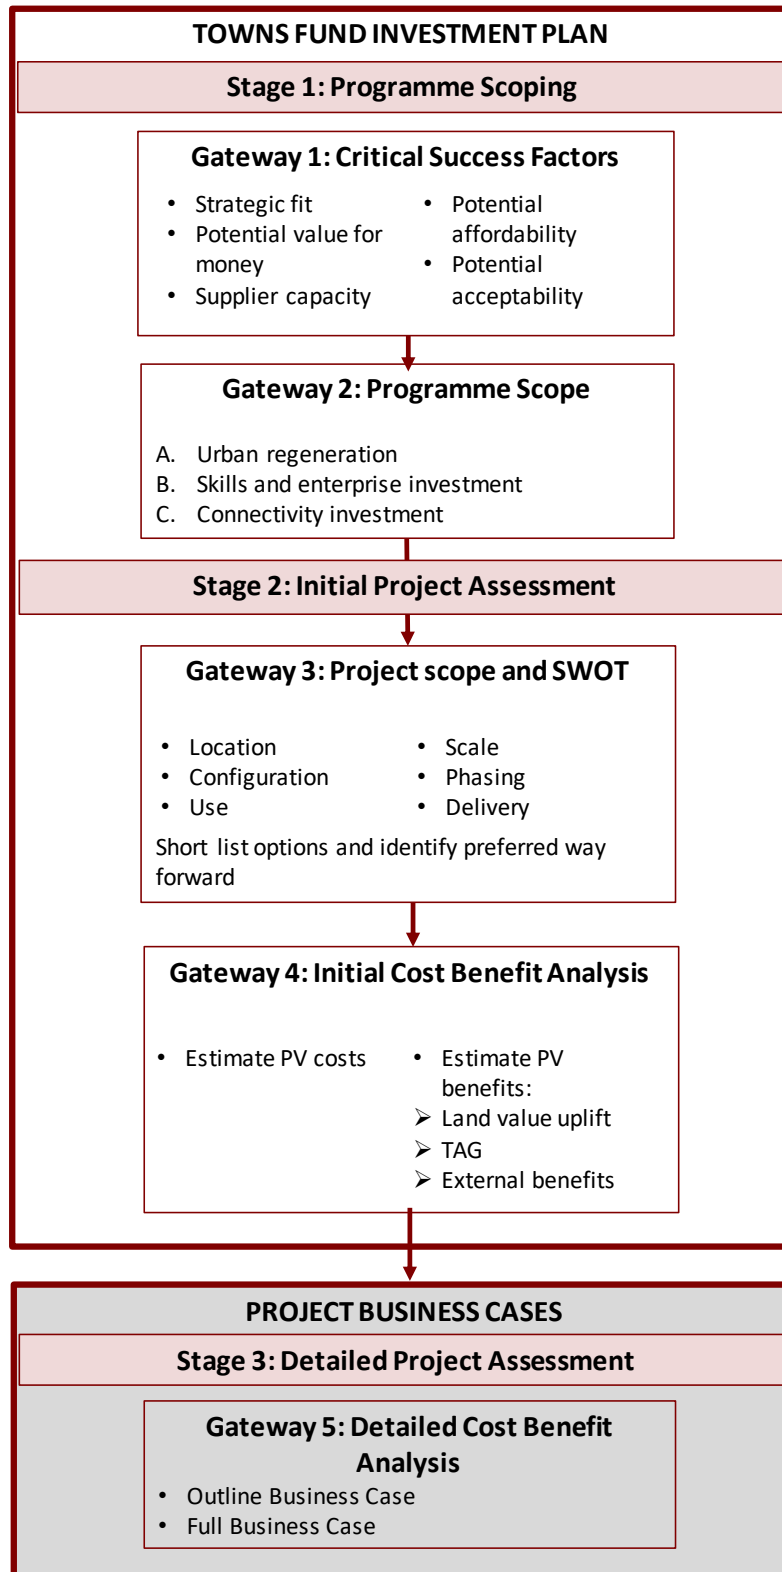 TOWNS FUND INVESTMENT PLAN
Stage 1: Programme Scoping
Gateway 1: Critical Success Factors
• Strategic fit
• Potential value for
money
• Supplier capacity
• Potential
affordability
• Potential
acceptability
Gateway 2: Programme Scope
A. Urban regeneration
B. Skills and enterprise investment
C. Connectivity investment
Stage 2: Initial Project Assessment
Gateway 3: Project scope and SWOT
• Location
• Configuration
• Use
• Scale
• Phasing
• Delivery
Short list options and identify preferred way
forward
Gateway 4: Initial Cost Benefit Analysis
• Estimate PV costs
• Estimate PV
benefits:
➢ Land value uplift
➢ TAG
➢ External benefits
PROJECT BUSINESS CASES
Stage 3: Detailed Project Assessment
Gateway 5: Detailed Cost Benefit
Analysis
• Outline Business Case
• Full Business Case